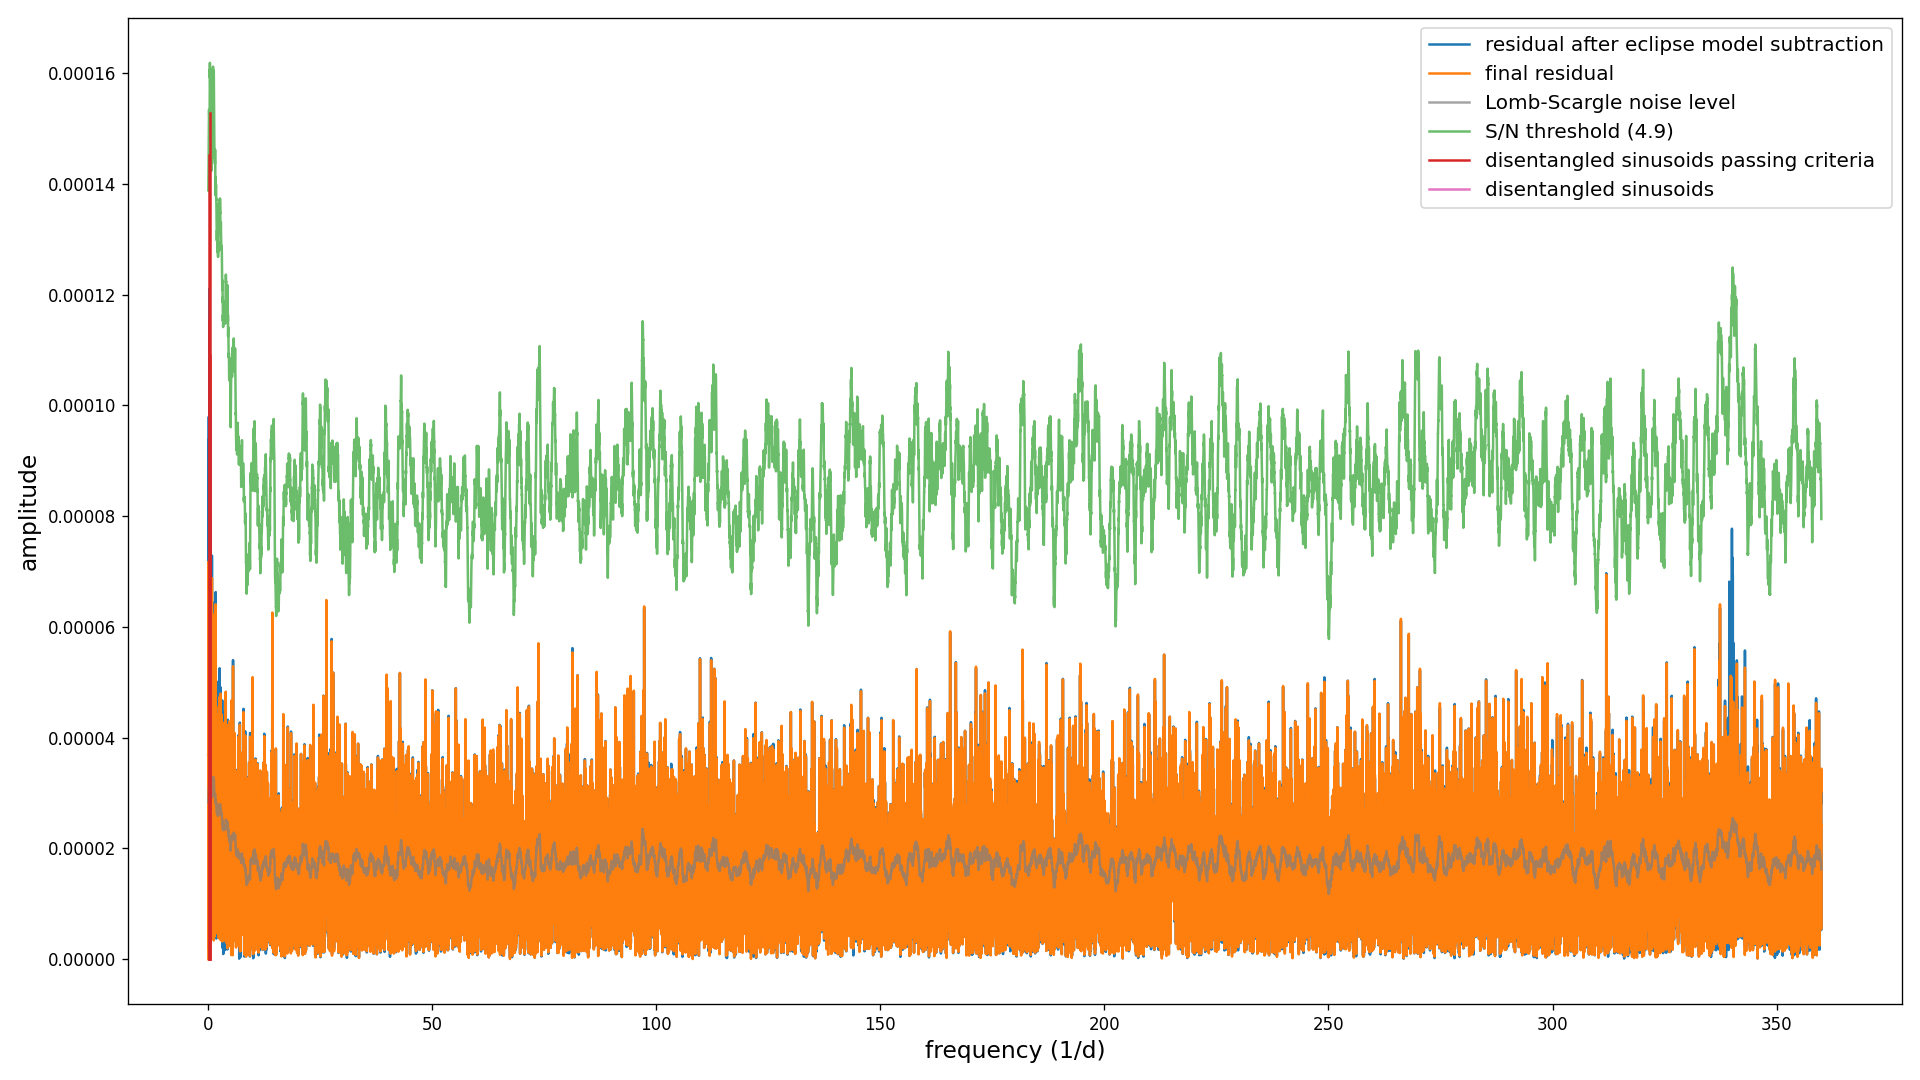 residual after eclipse model subtraction
final residual
Lomb-Scargle noise level
S/N threshold (4.9)
disentangled sinusoids passing criteria
disentangled sinusoids
0.00016
0.00014
0.00012
0.00010
0.00008
0.00006
0.00004
0.00002
0.00000
amplitude
0 50 100 150 200 250 300 350
frequency (1/d)